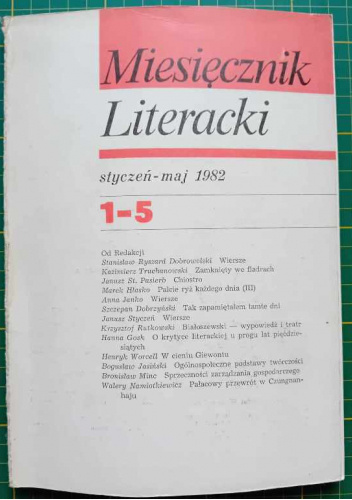 Miesięcznik
Literacki
styczeń-maj 1982
1-5
Od Redakcji
Stanisław Ryszard Dobrowolski Wiersze
Kazimierz Truchanowski Zamknięty we fiadrach
Janusz St. Pasierb Chiostro
Marek Hłasko Palcie ryż każdego dnia (III)
Anna Janko Wiersze
Szczepan Dobrzyński Tak zapamiętałem tamte dni
Janusz Styczeń Wiersze
Krzysztof Rutkowski Białoszewski — wypowiedź i teatr
Hanna Gosk O krytyce literackiej u progu lat pięćdzie-
siątych
Henryk Worcell W cieniu Giewontu
Bogusław Jasiński Ogólnospołeczne podstawy twórczości
Bronisław Minc Sprzeczności zarządzania gospodarczego
Walery Namiotkiewicz Pałacowy przewrót w Czungnan-
haju